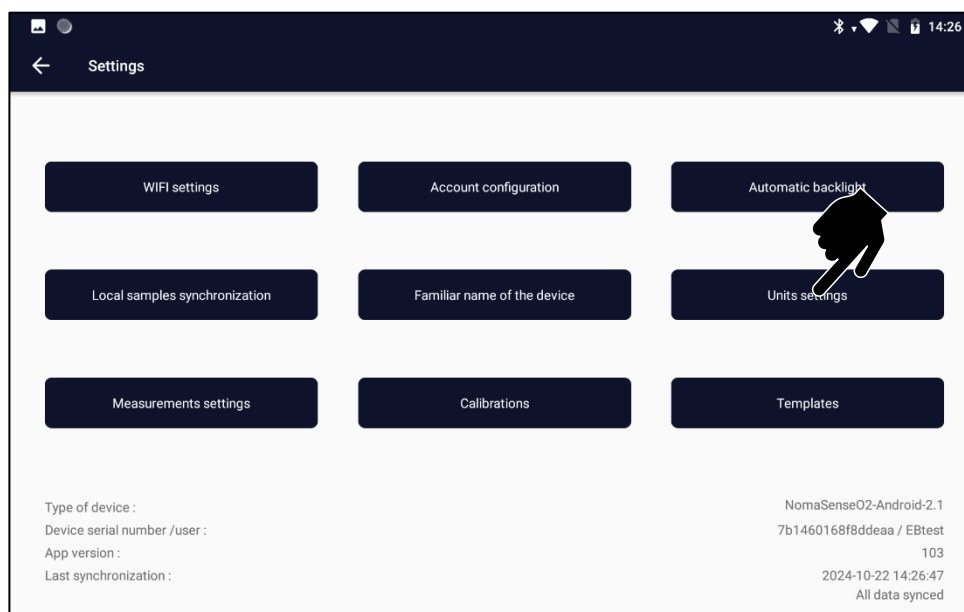 14:26
Settings
WIFI settings
Account configuration
Automatic backlight
Local samples synchronization
Familiar name of the device
Units settings
Measurements settings
Calibrations
Templates
Type of device : NomaSenseO2-Android-2.1
Device serial number /user : 7b1460168f8ddeaa / EBtest
App version : 103
Last synchronization : 2024-10-22 14:26:47
All data synced